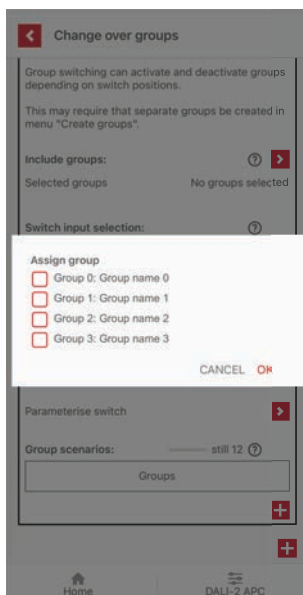 Change over groups
Group switching can activate and deactivate groups
depending on switch positions.
This may require that separate groups be created in
menu "Create groups".
Include groups:
Selected groups No groups selected
Switch input selection:
Assign group
Group 0: Group name 0
Group 1: Group name 1
Group 2: Group name 2
Group 3: Group name 3
CANCEL OK
Parameterise switch
Group scenarios: still 12
Groups
Home DALI-2 APC